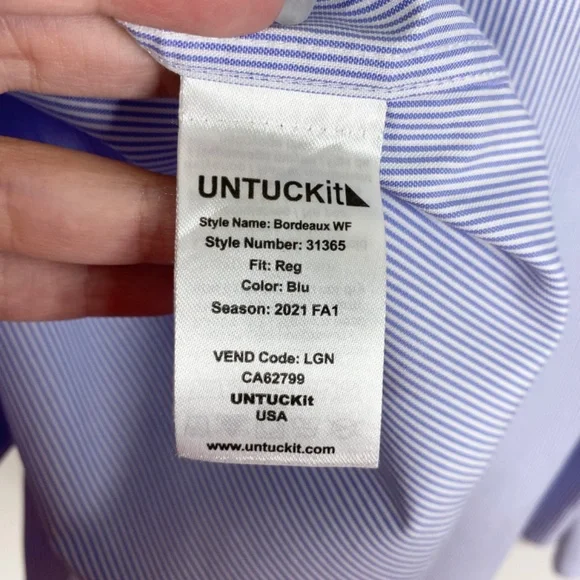 UNTUCKit
Style Name: Bordeaux WF
Style Number: 31365
Fit: Reg
Color: Blu
Season: 2021 FA1
VEND Code: LGN
CA62799
UNTUCKit
USA
www.untuckit.com